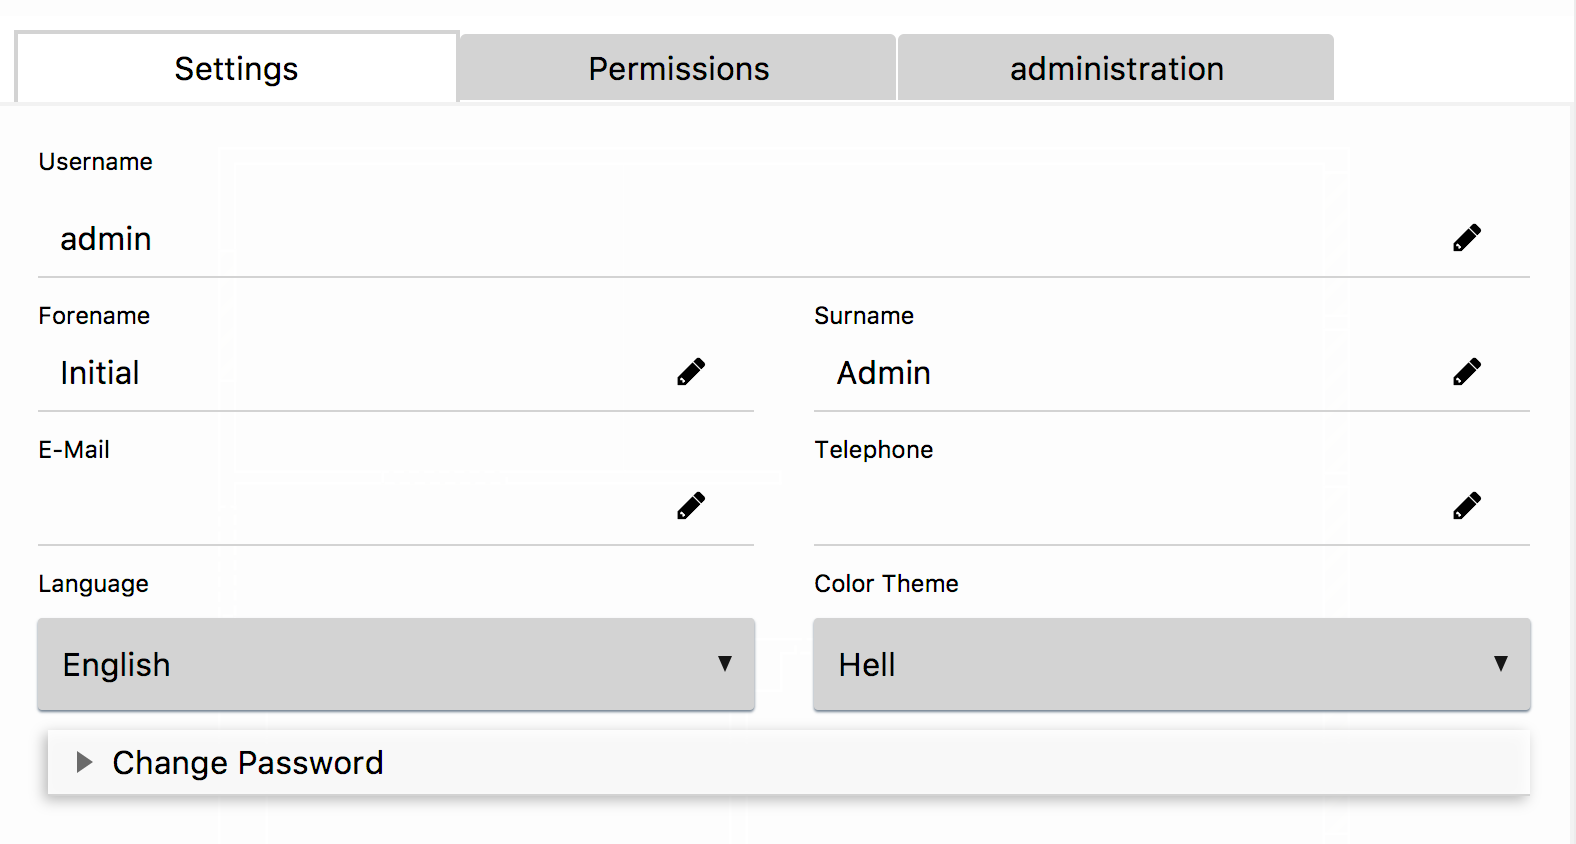 Settings Permissions administration
Username
admin
Forename Surname
Initial Admin
E-Mail Telephone
Language Color Theme
English Hell
Change Password